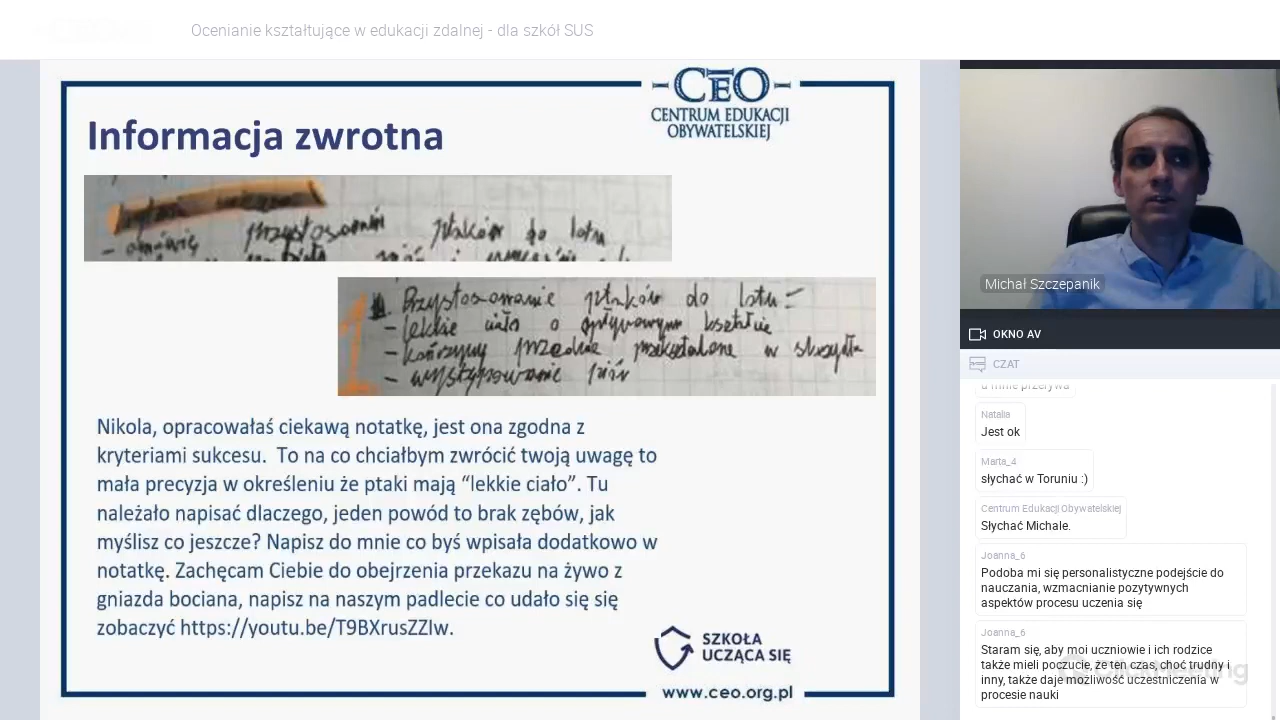 Ocenianie kształtujące w edukacji zdalnej - dla szkół SUS
CEO
CENTRUM EDUKACJI
OBYWATELSKIEJ
Informacja zwrotna
- omówię przystosowania ptaków do lotu
Przystosowanie ptaków do lotu =
- lekkie ciało o opływowym kształcie
- kończyny przednie przekształcone w skrzydła
- występowanie piór
Nikola, opracowałaś ciekawą notatkę, jest ona zgodna z
kryteriami sukcesu. To na co chciałbym zwrócić twoją uwagę to
mała precyzja w określeniu że ptaki mają “lekkie ciało”. Tu
należało napisać dlaczego, jeden powód to brak zębów, jak
myślisz co jeszcze? Napisz do mnie co byś wpisała dodatkowo w
notatkę. Zachęcam Ciebie do obejrzenia przekazu na żywo z
gniazda bociana, napisz na naszym padlecie co udało się się
zobaczyć https://youtu.be/T9BXrusZZIw.
SZKOŁA
UCZĄCA SIĘ
www.ceo.org.pl
Michał Szczepanik
OKNO AV
CZAT
u mnie przerywa
Natalia
Jest ok
Marta_4
słychać w Toruniu :)
Centrum Edukacji Obywatelskiej
Słychać Michale.
Joanna_6
Podoba mi się personalistyczne podejście do
nauczania, wzmacnianie pozytywnych
aspektów procesu uczenia się
Joanna_6
Staram się, aby moi uczniowie i ich rodzice
także mieli poczucie, że ten czas, choć trudny i
inny, także daje możliwość uczestniczenia w
procesie nauki